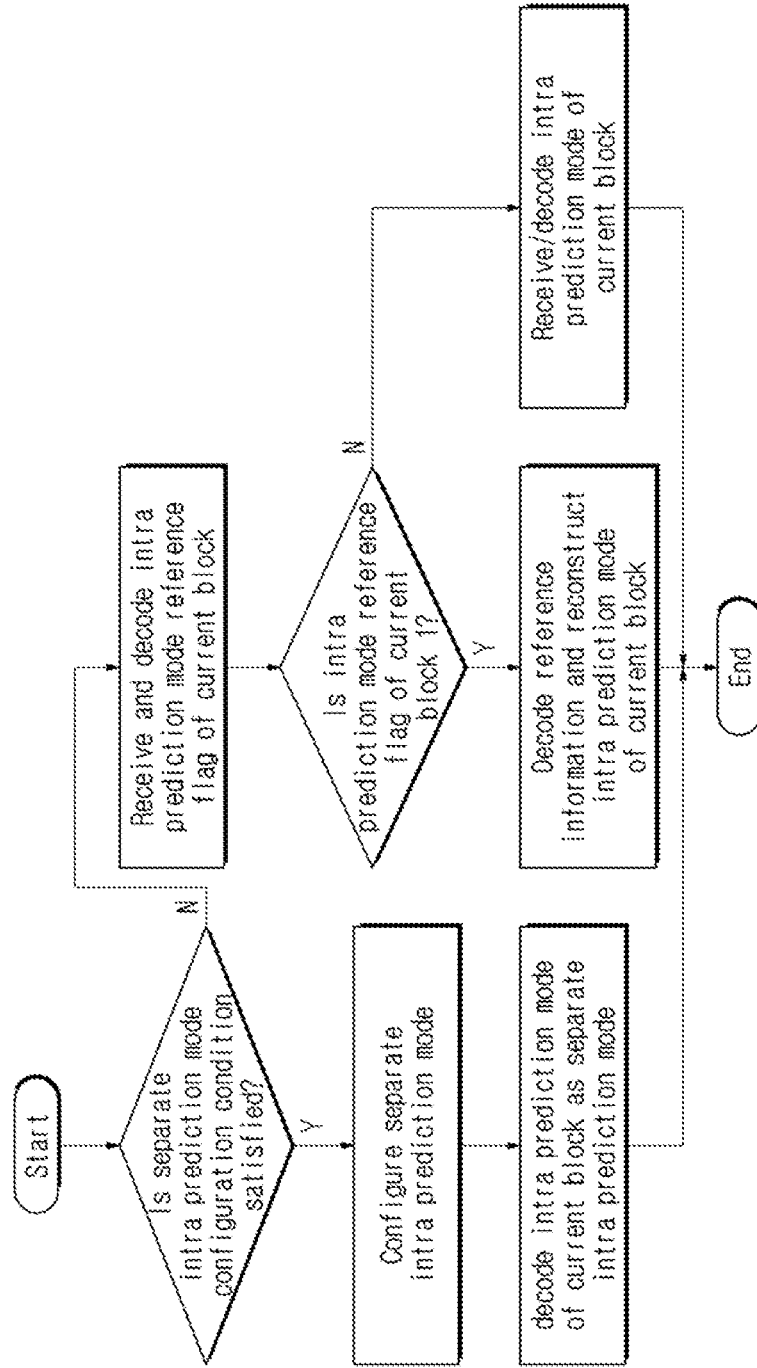 Start
Is separate
intra prediction mode
configuration condition
satisfied?
N
Y
Configure separate
intra prediction mode
decode intra prediction mode
of current block as separate
intra prediction mode
Receive and decode intra
prediction mode reference
flag of current block
Is intra
prediction mode reference
flag of current
block 1?
N
Y
Decode reference
information and reconstruct
intra prediction mode
of current block
Receive/decode intra
prediction mode of
current block
End